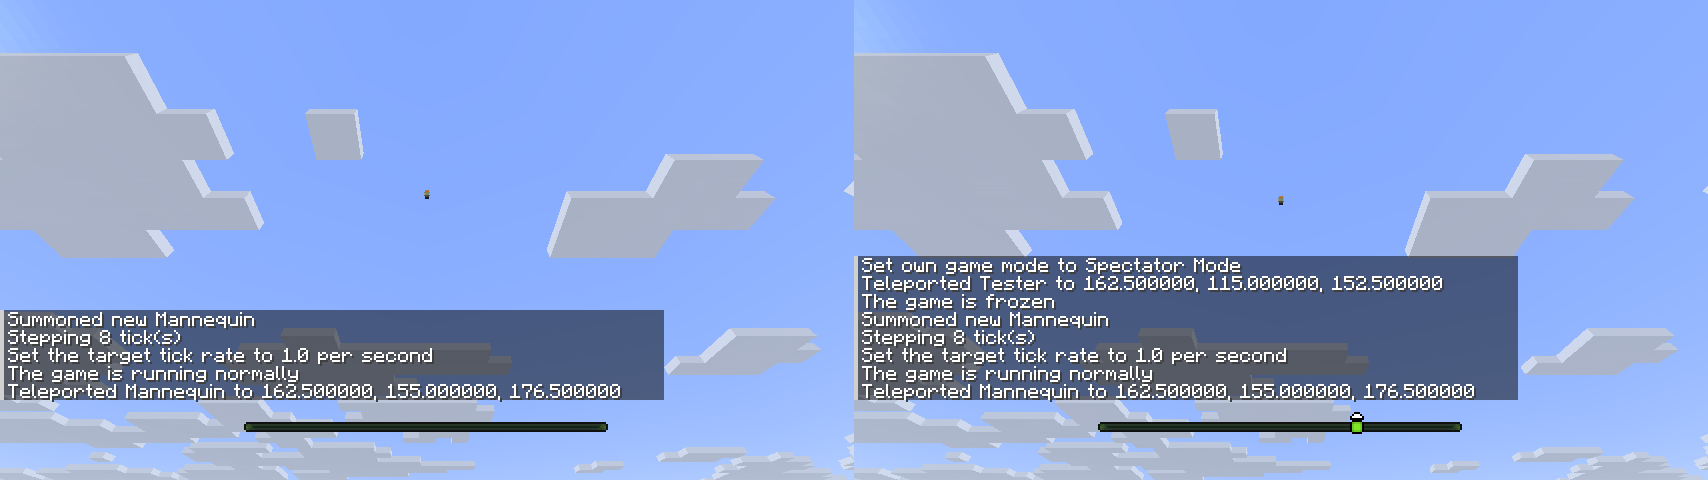 Summoned new Mannequin
Stepping 8 tick(s)
Set the target tick rate to 1.0 per second
The game is running normally
Teleported Mannequin to 162.500000, 155.000000, 176.500000
Set own game mode to Spectator Mode
Teleported Tester to 162.500000, 115.000000, 152.500000
The game is frozen
Summoned new Mannequin
Stepping 8 tick(s)
Set the target tick rate to 1.0 per second
The game is running normally
Teleported Mannequin to 162.500000, 155.000000, 176.500000